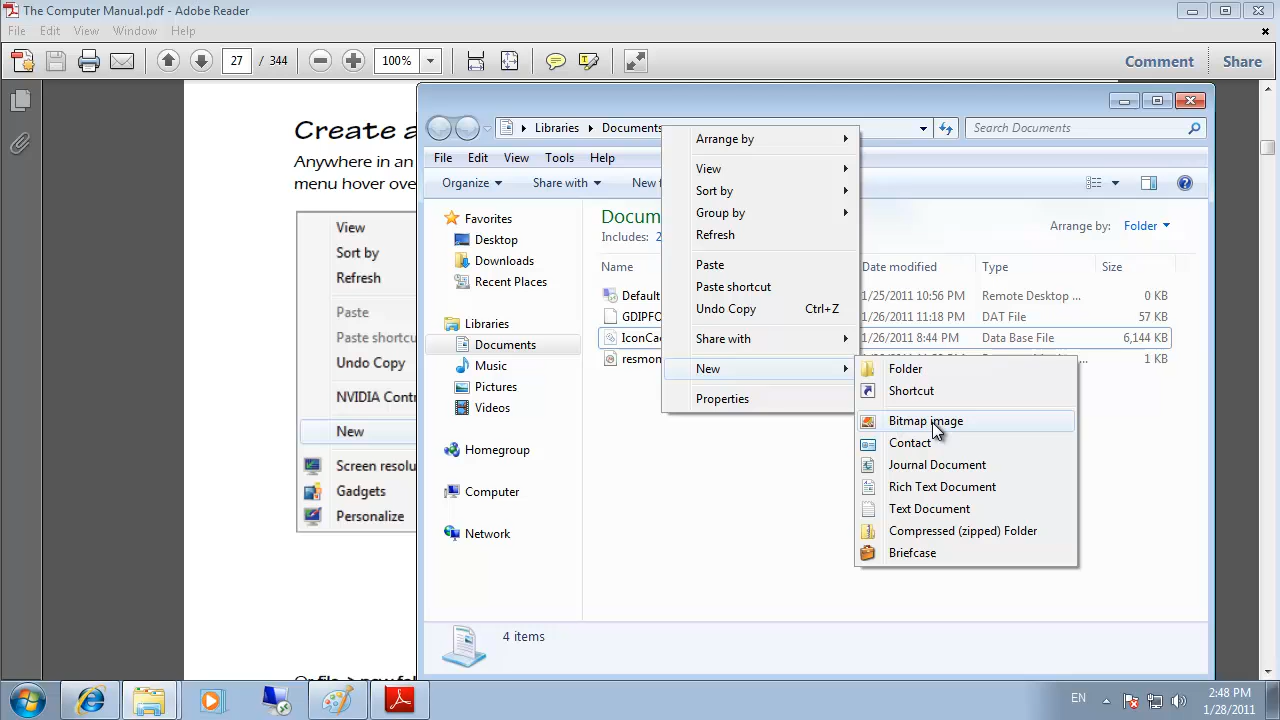 The Computer Manual.pdf - Adobe Reader
File Edit View Window Help
27 / 344 100% Comment Share
Create a
Anywhere in an
menu hover ove
View
Sort by
Refresh
Paste
Paste shortcu
Undo Copy
NVIDIA Contr
New
Screen resolu
Gadgets
Personalize
Libraries Documents
Search Documents
File Edit View Tools Help
Organize Share with New f
Favorites
Desktop
Downloads
Recent Places
Libraries
Documents
Music
Pictures
Videos
Homegroup
Computer
Network
Docum
Includes: 2
Arrange by: Folder
Name Date modified Type Size
Default 1/25/2011 10:56 PM Remote Desktop ... 0 KB
GDIPFO 1/26/2011 11:18 PM DAT File 57 KB
IconCac 1/26/2011 8:44 PM Data Base File 6,144 KB
resmon 1 KB
Arrange by
View
Sort by
Group by
Refresh
Paste
Paste shortcut
Undo Copy Ctrl+Z
Share with
New
Properties
Folder
Shortcut
Bitmap image
Contact
Journal Document
Rich Text Document
Text Document
Compressed (zipped) Folder
Briefcase
4 items
EN
2:48 PM
1/28/2011